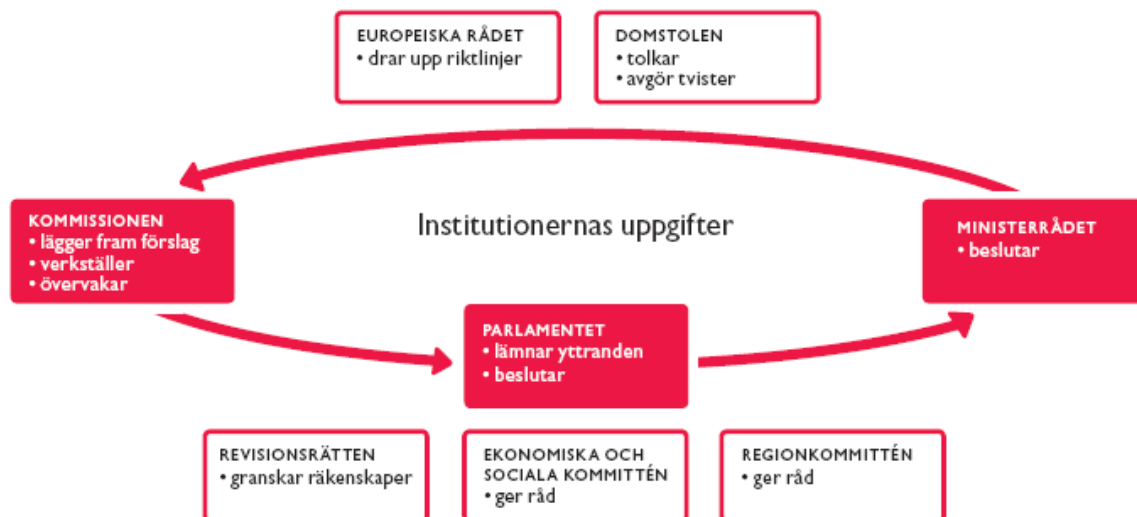 EUROPEISKA RÅDET
• drar upp riktlinjer
DOMSTOLEN
• tolkar
• avgör tvister
KOMMISSIONEN
• lägger fram förslag
• verkställer
• övervakar
Institutionernas uppgifter
MINISTERRÅDET
• beslutar
PARLAMENTET
• lämnar yttranden
• beslutar
REVISIONSRÄTTEN
• granskar räkenskaper
EKONOMISKA OCH
SOCIALA KOMMITTÉN
• ger råd
REGIONKOMMITTÉN
• ger råd